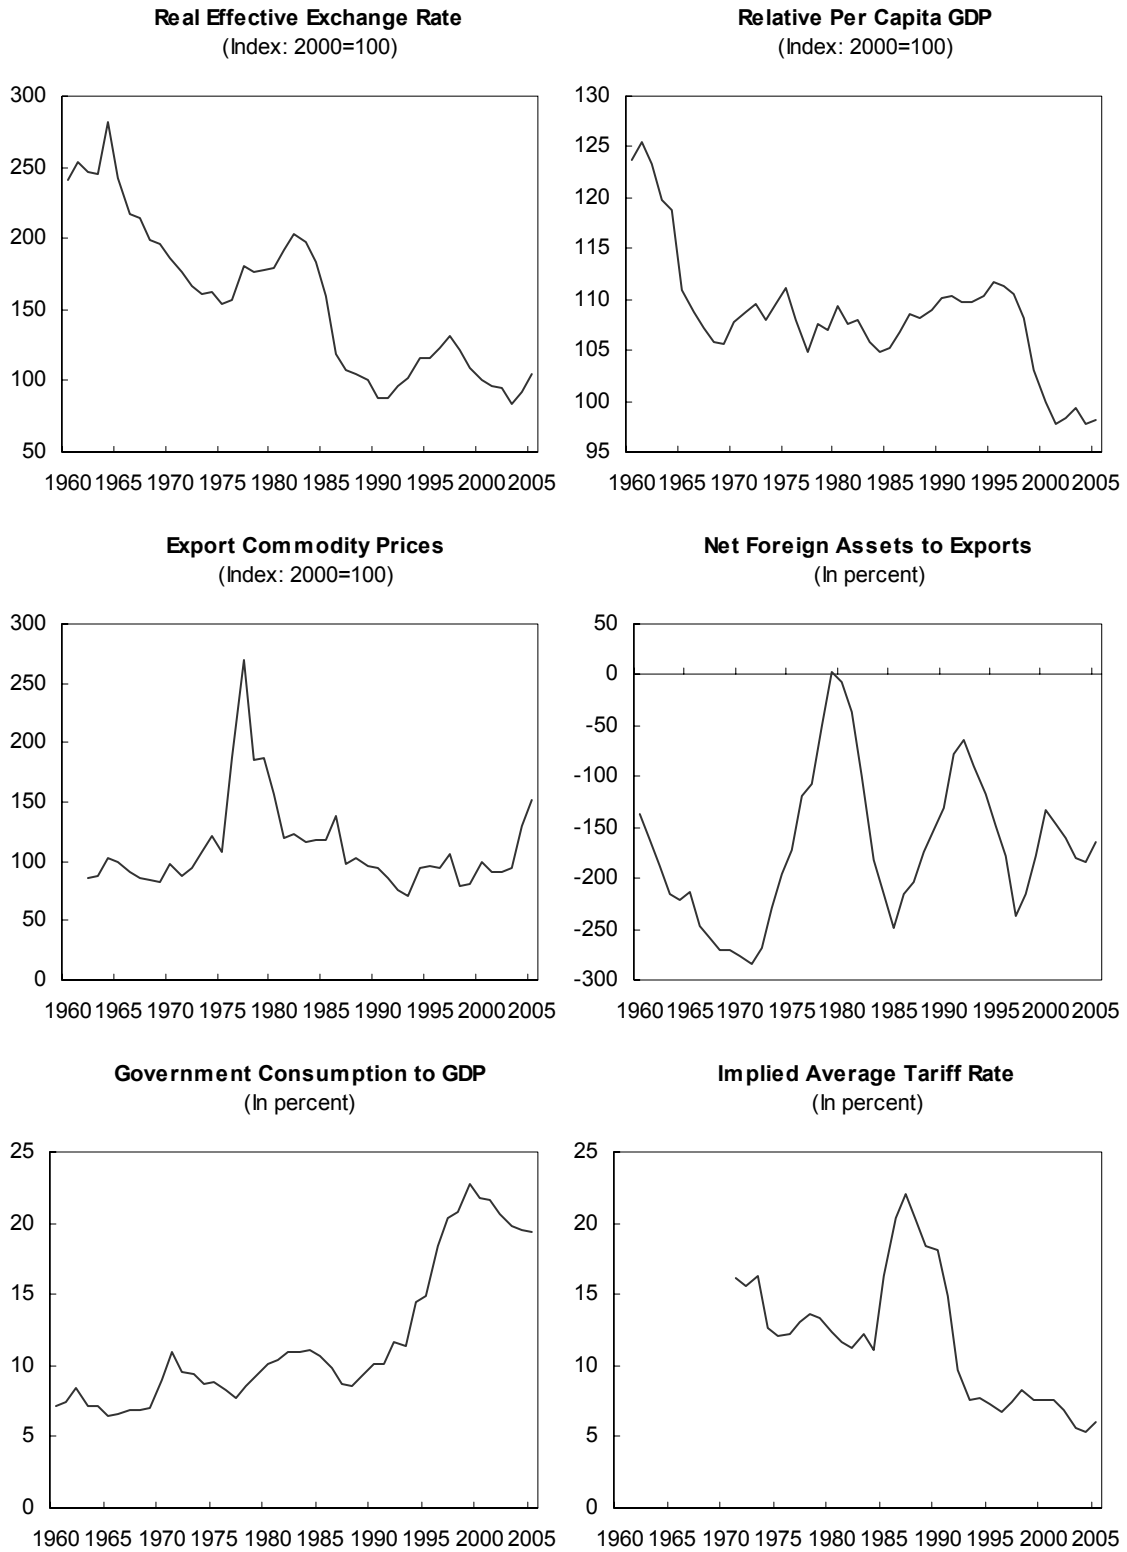 Real Effective Exchange Rate
(Index: 2000=100)
300
250
200
150
100
50
1960 1965 1970 1975 1980 1985 1990 1995 2000 2005
Relative Per Capita GDP
(Index: 2000=100)
130
125
120
115
110
105
100
95
1960 1965 1970 1975 1980 1985 1990 1995 2000 2005
Export Commodity Prices
(Index: 2000=100)
300
250
200
150
100
50
0
1960 1965 1970 1975 1980 1985 1990 1995 2000 2005
Net Foreign Assets to Exports
(In percent)
50
0
-50
-100
-150
-200
-250
-300
1960 1965 1970 1975 1980 1985 1990 1995 2000 2005
Government Consumption to GDP
(In percent)
25
20
15
10
5
0
1960 1965 1970 1975 1980 1985 1990 1995 2000 2005
Implied Average Tariff Rate
(In percent)
25
20
15
10
5
0
1960 1965 1970 1975 1980 1985 1990 1995 2000 2005